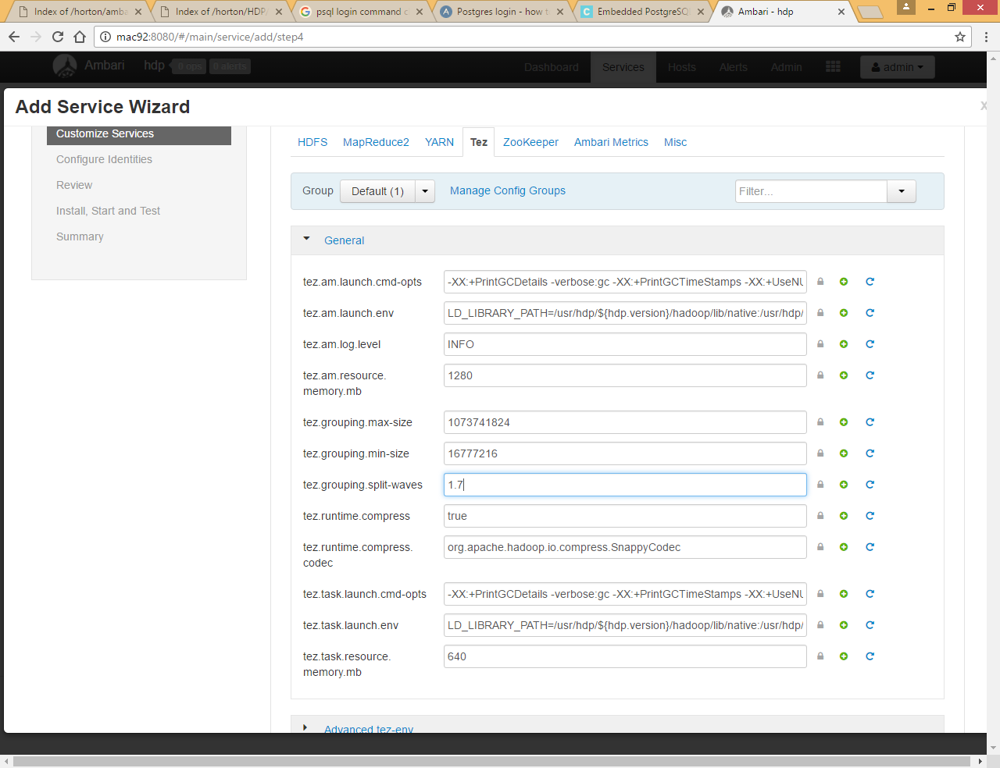 Index of /horton/amba
Index of /horton/HDP/
psql login command c
Postgres login - how t
Embedded PostgreSQL
Ambari - hdp
mac92:8080/#/main/service/add/step4
Ambari hdp 0 ops 0 alerts Dashboard Services Hosts Alerts Admin admin
Add Service Wizard x
Customize Services
Configure Identities
Review
Install, Start and Test
Summary
HDFS MapReduce2 YARN Tez ZooKeeper Ambari Metrics Misc
Group Default (1) Manage Config Groups Filter...
General
tez.am.launch.cmd-opts -XX:+PrintGCDetails -verbose:gc -XX:+PrintGCTimeStamps -XX:+UseNU
tez.am.launch.env LD_LIBRARY_PATH=/usr/hdp/${hdp.version}/hadoop/lib/native:/usr/hdp/
tez.am.log.level INFO
tez.am.resource.
memory.mb 1280
tez.grouping.max-size 1073741824
tez.grouping.min-size 16777216
tez.grouping.split-waves 1.7
tez.runtime.compress true
tez.runtime.compress.
codec org.apache.hadoop.io.compress.SnappyCodec
tez.task.launch.cmd-opts -XX:+PrintGCDetails -verbose:gc -XX:+PrintGCTimeStamps -XX:+UseNU
tez.task.launch.env LD_LIBRARY_PATH=/usr/hdp/${hdp.version}/hadoop/lib/native:/usr/hdp/
tez.task.resource.
memory.mb 640
Advanced tez-env